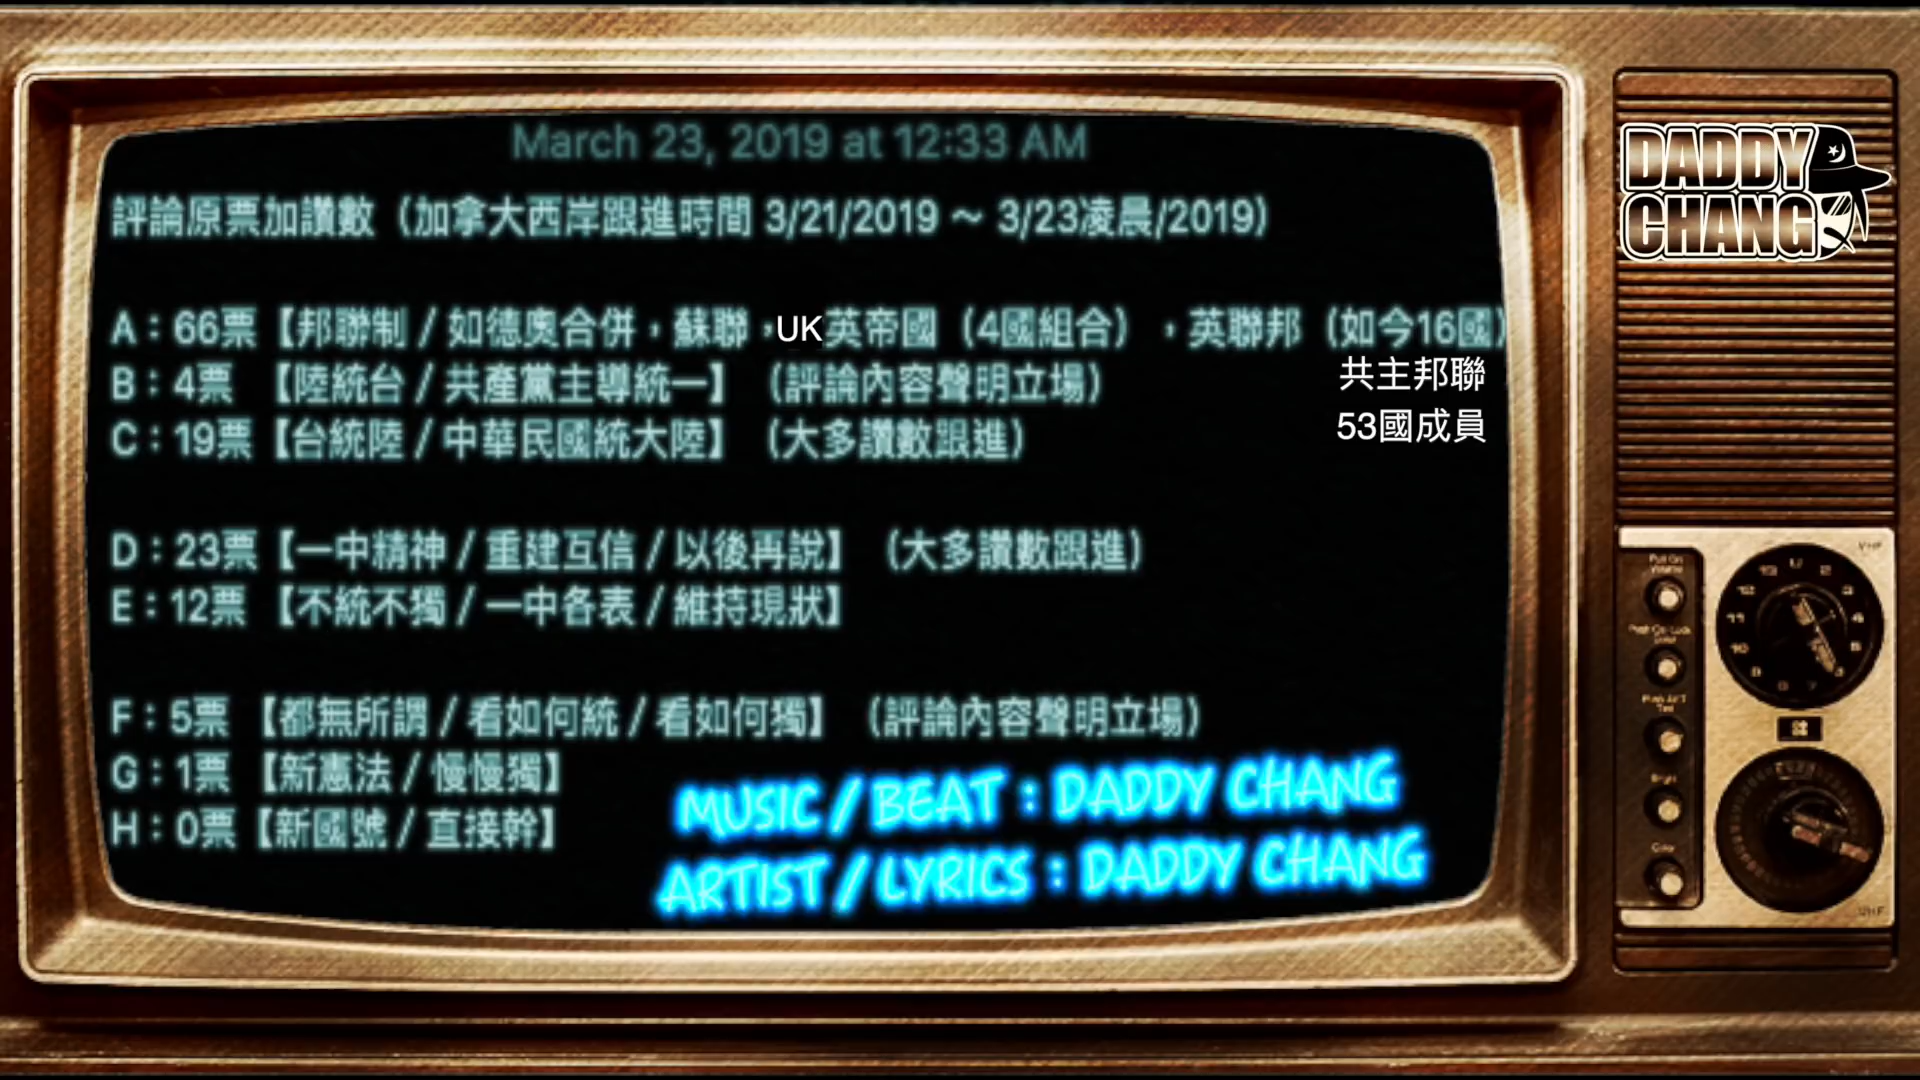 March 23, 2019 at 12:33 AM
評論原票加讚數（加拿大西岸跟進時間 3/21/2019 ～ 3/23凌晨/2019）
A：66票【邦聯制 / 如德奧合併，蘇聯，UK英帝國（4國組合），英聯邦（如今16國）
共主邦聯
53國成員
B：4票 【陸統台 / 共產黨主導統一】（評論內容聲明立場）
C：19票【台統陸 / 中華民國統大陸】（大多讚數跟進）
D：23票【一中精神 / 重建互信 / 以後再說】（大多讚數跟進）
E：12票 【不統不獨 / 一中各表 / 維持現狀】
F：5票 【都無所謂 / 看如何統 / 看如何獨】（評論內容聲明立場）
G：1票 【新憲法 / 慢慢獨】
H：0票【新國號 / 直接幹】
MUSIC / BEAT : DADDY CHANG
ARTIST / LYRICS : DADDY CHANG
DADDY
CHANG
VHF
UHF